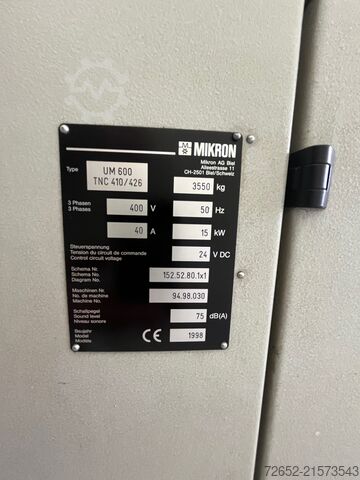 M MIKRON
Mikron AG Biel
Alleestrasse 11
CH-2501 Biel/Schweiz
Type UM 600
TNC 410/426
3550 kg
3 Phasen
3 Phases
400 V
50 Hz
40 A
15 kW
Steuerspannung
Tension du circuit de commande
Control circuit voltage
24 V DC
Schema Nr.
Schéma No.
Diagram No.
152.52.80.1x1
Maschinen Nr.
No. de machine
Machine No.
94.98.030
Schallpegel
Sound level
Niveau sonore
75 dB(A)
Baujahr
Model
Modèle
CE
1998
72652-21573543